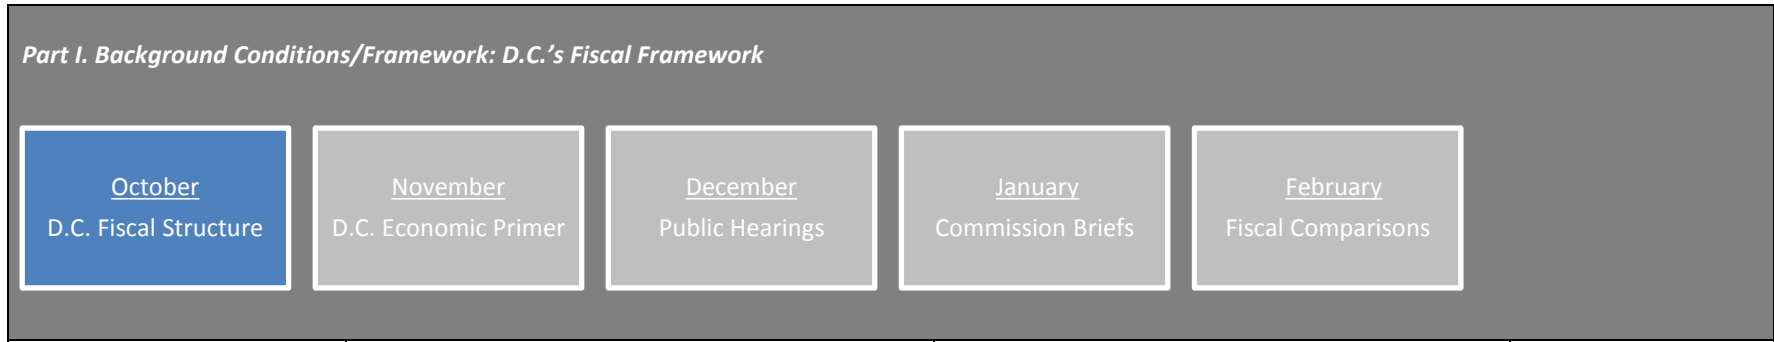 Part I. Background Conditions/Framework: D.C.’s Fiscal Framework
October
D.C. Fiscal Structure
November
D.C. Economic Primer
December
Public Hearings
January
Commission Briefs
February
Fiscal Comparisons